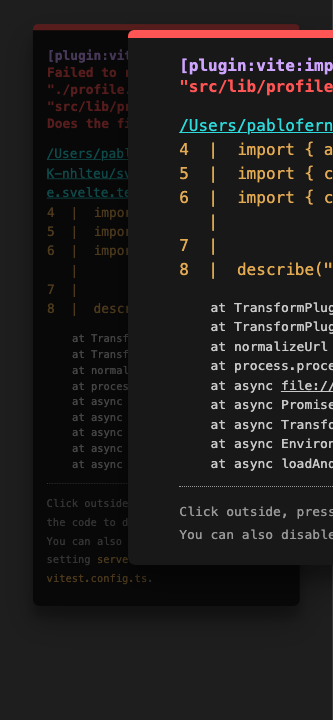 [plugin:vite
Failed to
"./profile.
"src/lib/pr
Does the fi
/Users/pabl
K-nhlteu/sv
e.svelte.te
4 | impor
5 | impor
6 | impor
|
7 |
8 | descr
at Transf
at Transf
at normal
at proces
at async
at async
at async
at async
at async
Click outside
the code to d
You can also
setting serve
vitest.config.ts.
[plugin:vite:imp
"src/lib/profile
/Users/pablofern
4 | import { a
5 | import { c
6 | import { c
|
7 |
8 | describe("
at TransformPlug
at TransformPlug
at normalizeUrl
at process.proce
at async file://
at async Promise
at async Transfo
at async Environ
at async loadAnd
Click outside, press
You can also disable